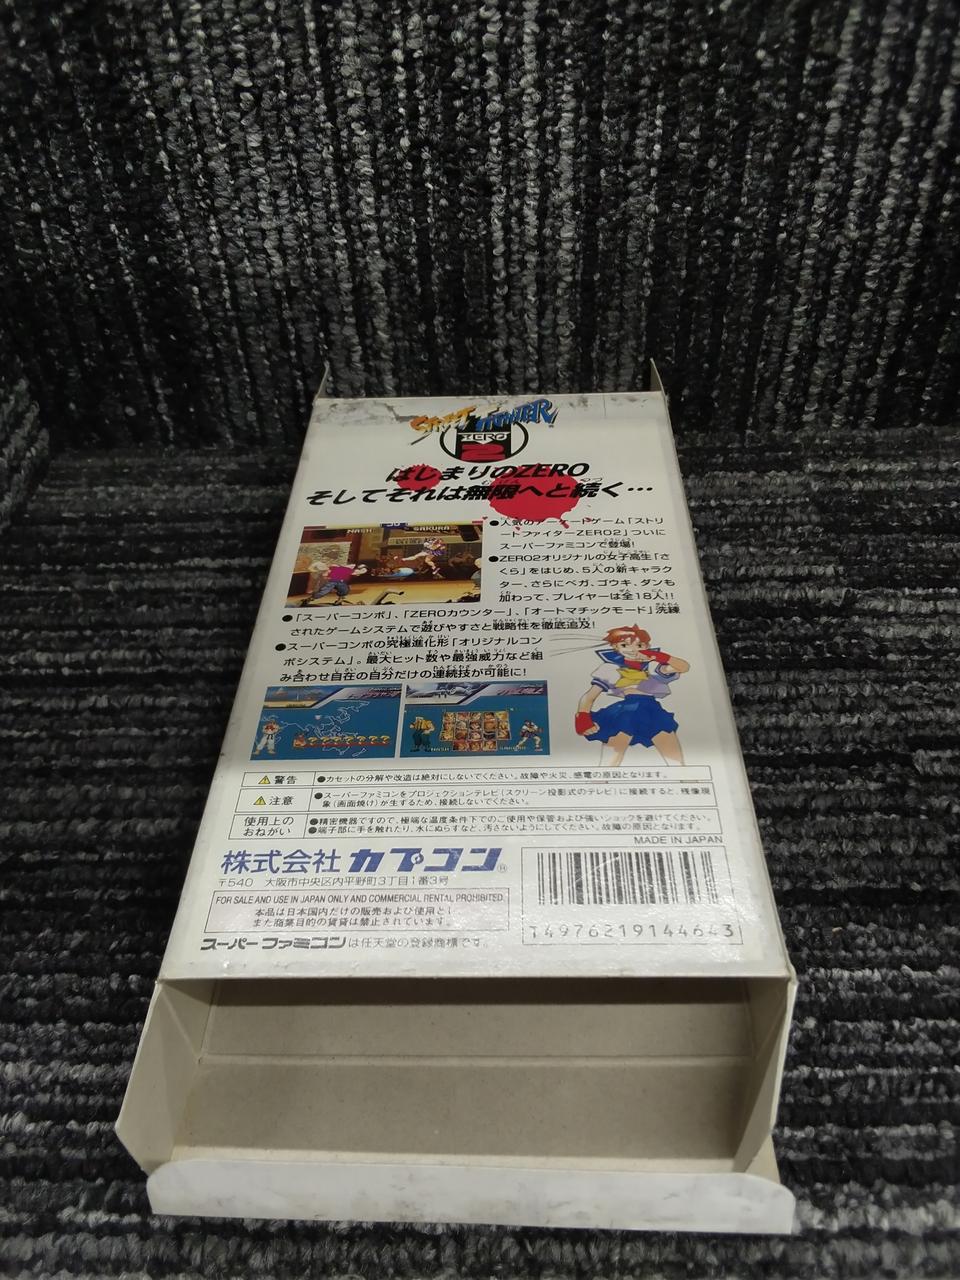 STREET FIGHTER
ZERO
2
はじまりのZERO
そしてそれは無限へと続く…
NASH
SAKURA
●人気のアーケードゲーム「ストリ
ートファイターZERO2」ついに
スーパーファミコンで登場!
●ZERO2オリジナルの女子高生「さ
くら」をはじめ、5人の新キャラク
ター、さらにベガ、ゴウキ、ダンも
加わって、プレイヤーは全18人!!
●「スーパーコンボ」、「ZEROカウンター」、「オートマチックモード」洗練
されたゲームシステムで遊びやすさと戦略性を徹底追及!
●スーパーコンボの究極進化形「オリジナルコン
ボシステム」。最大ヒット数や最強威力など組
み合わせ自在の自分だけの連続技が可能に!
NASH
SAKURA
警告 ●カセットの分解や改造は絶対にしないでください。故障や火災、感電の原因となります。
注意 ●スーパーファミコンをプロジェクションテレビ(スクリーン投影式のテレビ)に接続すると、残像現
象(画面焼け)が生ずるため、接続しないでください。
使用上の
おねがい
●精密機器ですので、極端な温度条件下でのご使用や保管および強いショックを避けてください。
●端子部に手を触れたり、水にぬらすなど、汚さないようにしてください。故障の原因となります。
MADE IN JAPAN
株式会社カプコン®
〒540 大阪市中央区内平野町3丁目1番3号
FOR SALE AND USE IN JAPAN ONLY AND COMMERCIAL RENTAL PROHIBITED.
本品は日本国内だけの販売および使用とし
また商業目的の賃貸は禁止されています。
スーパーファミコンは任天堂の登録商標です。
T4976219144643